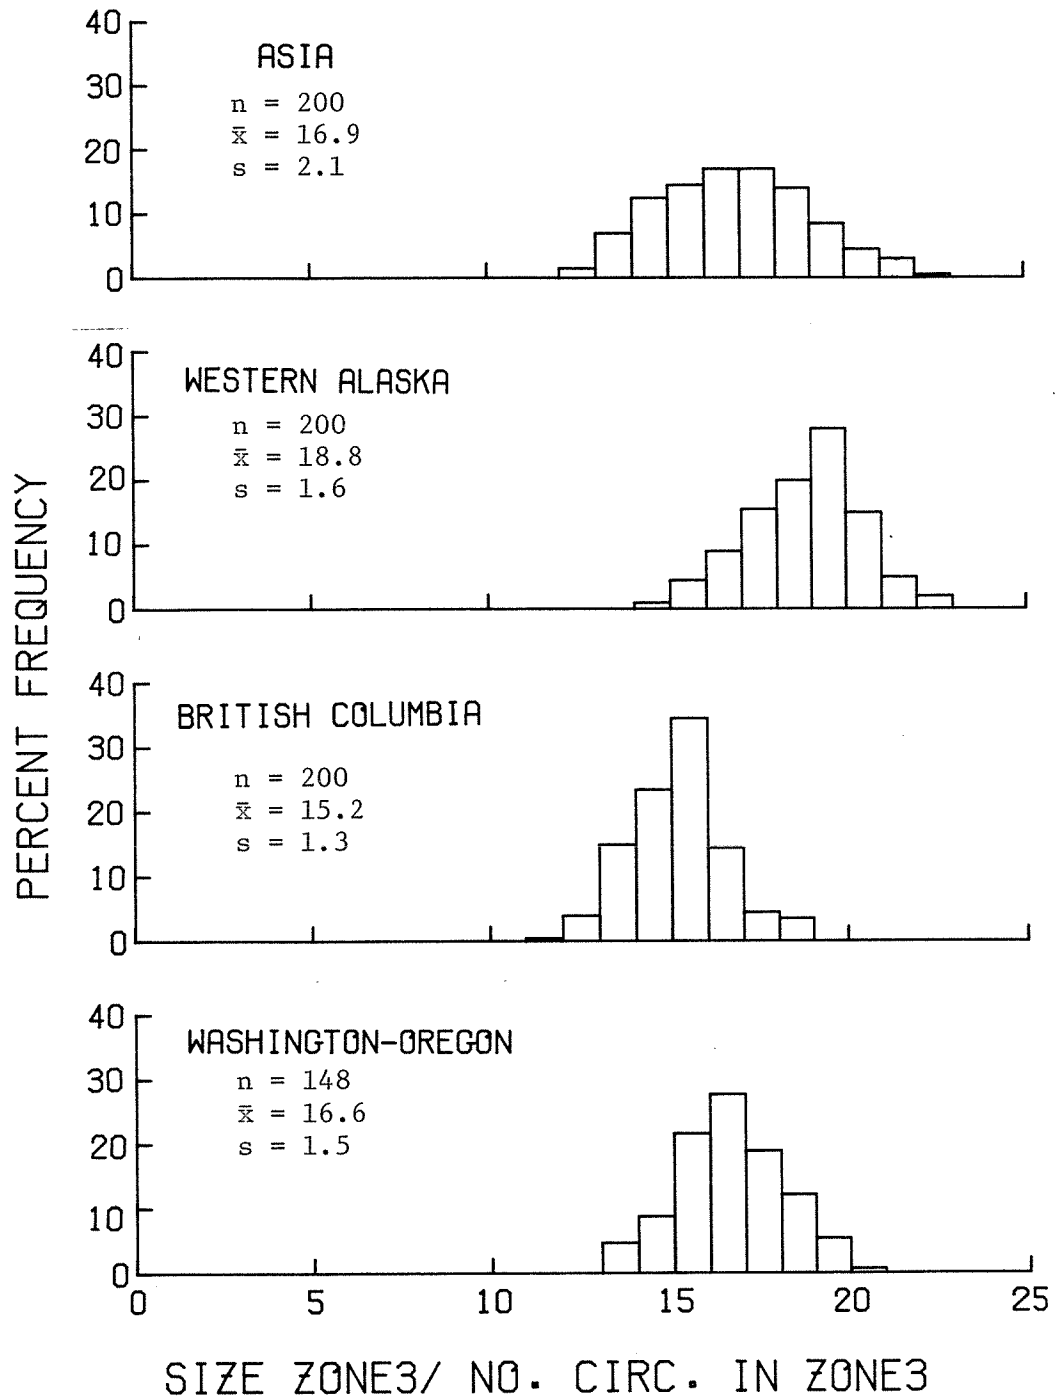 PERCENT FREQUENCY
40
30
20
10
0
ASIA
n = 200
x̄ = 16.9
s = 2.1
40
30
20
10
0
WESTERN ALASKA
n = 200
x̄ = 18.8
s = 1.6
40
30
20
10
0
BRITISH COLUMBIA
n = 200
x̄ = 15.2
s = 1.3
40
30
20
10
0
WASHINGTON-OREGON
n = 148
x̄ = 16.6
s = 1.5
0 5 10 15 20 25
SIZE ZONE3/ NO. CIRC. IN ZONE3